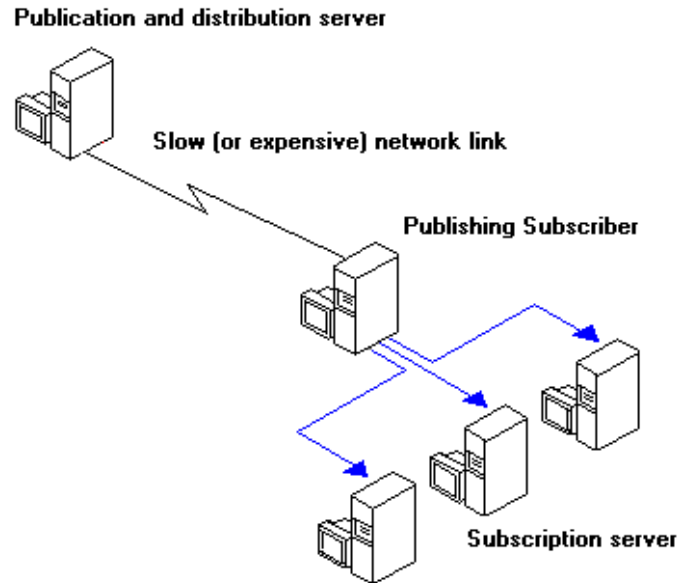 Publication and distribution server
Slow (or expensive) network link
Publishing Subscriber
Subscription server